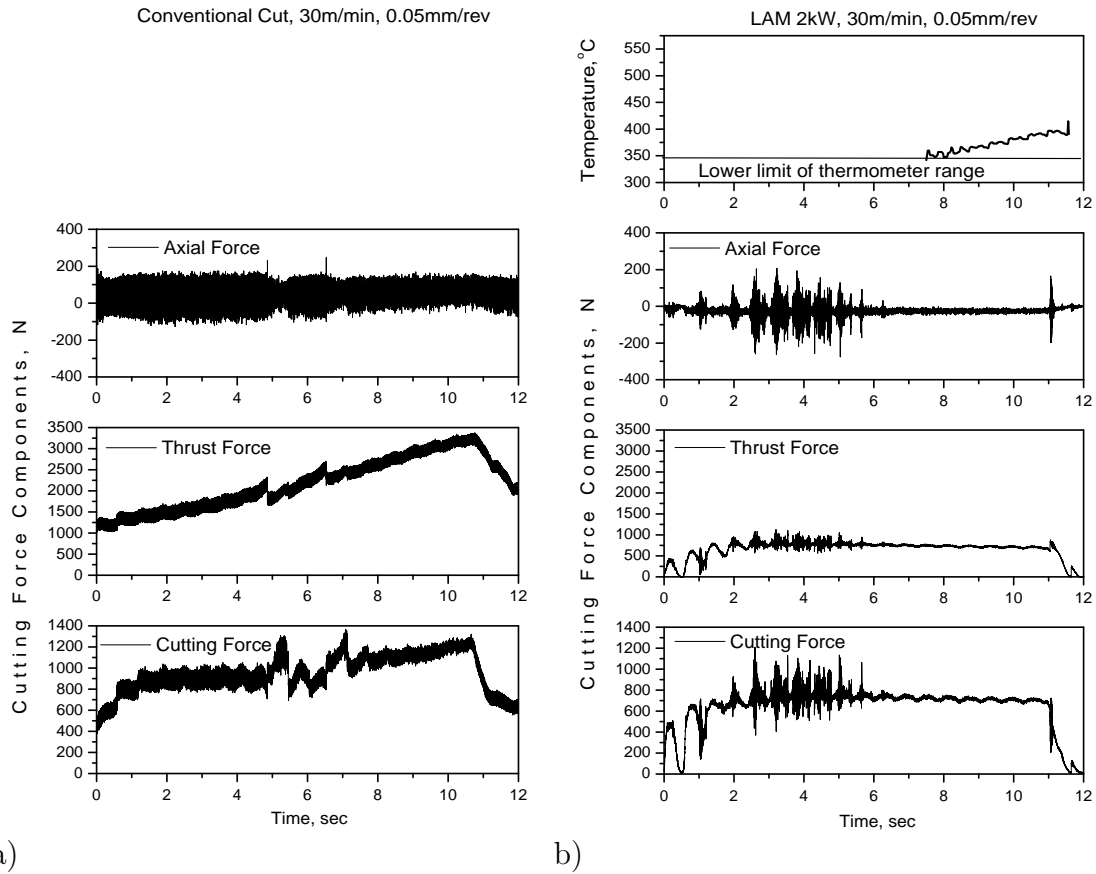 Conventional Cut, 30m/min, 0.05mm/rev
LAM 2kW, 30m/min, 0.05mm/rev
Cutting Force Components, N
400
200
0
-200
-400
Axial Force
0 2 4 6 8 10 12
3500
3000
2500
2000
1500
1000
500
0
Thrust Force
0 2 4 6 8 10 12
1400
1200
1000
800
600
400
200
0
Cutting Force
0 2 4 6 8 10 12
Time, sec
a)
Temperature, °C
550
500
450
400
350
300
Lower limit of thermometer range
0 2 4 6 8 10 12
Cutting Force Components, N
400
200
0
-200
-400
Axial Force
0 2 4 6 8 10 12
3500
3000
2500
2000
1500
1000
500
0
Thrust Force
0 2 4 6 8 10 12
1400
1200
1000
800
600
400
200
0
Cutting Force
0 2 4 6 8 10 12
Time, sec
b)